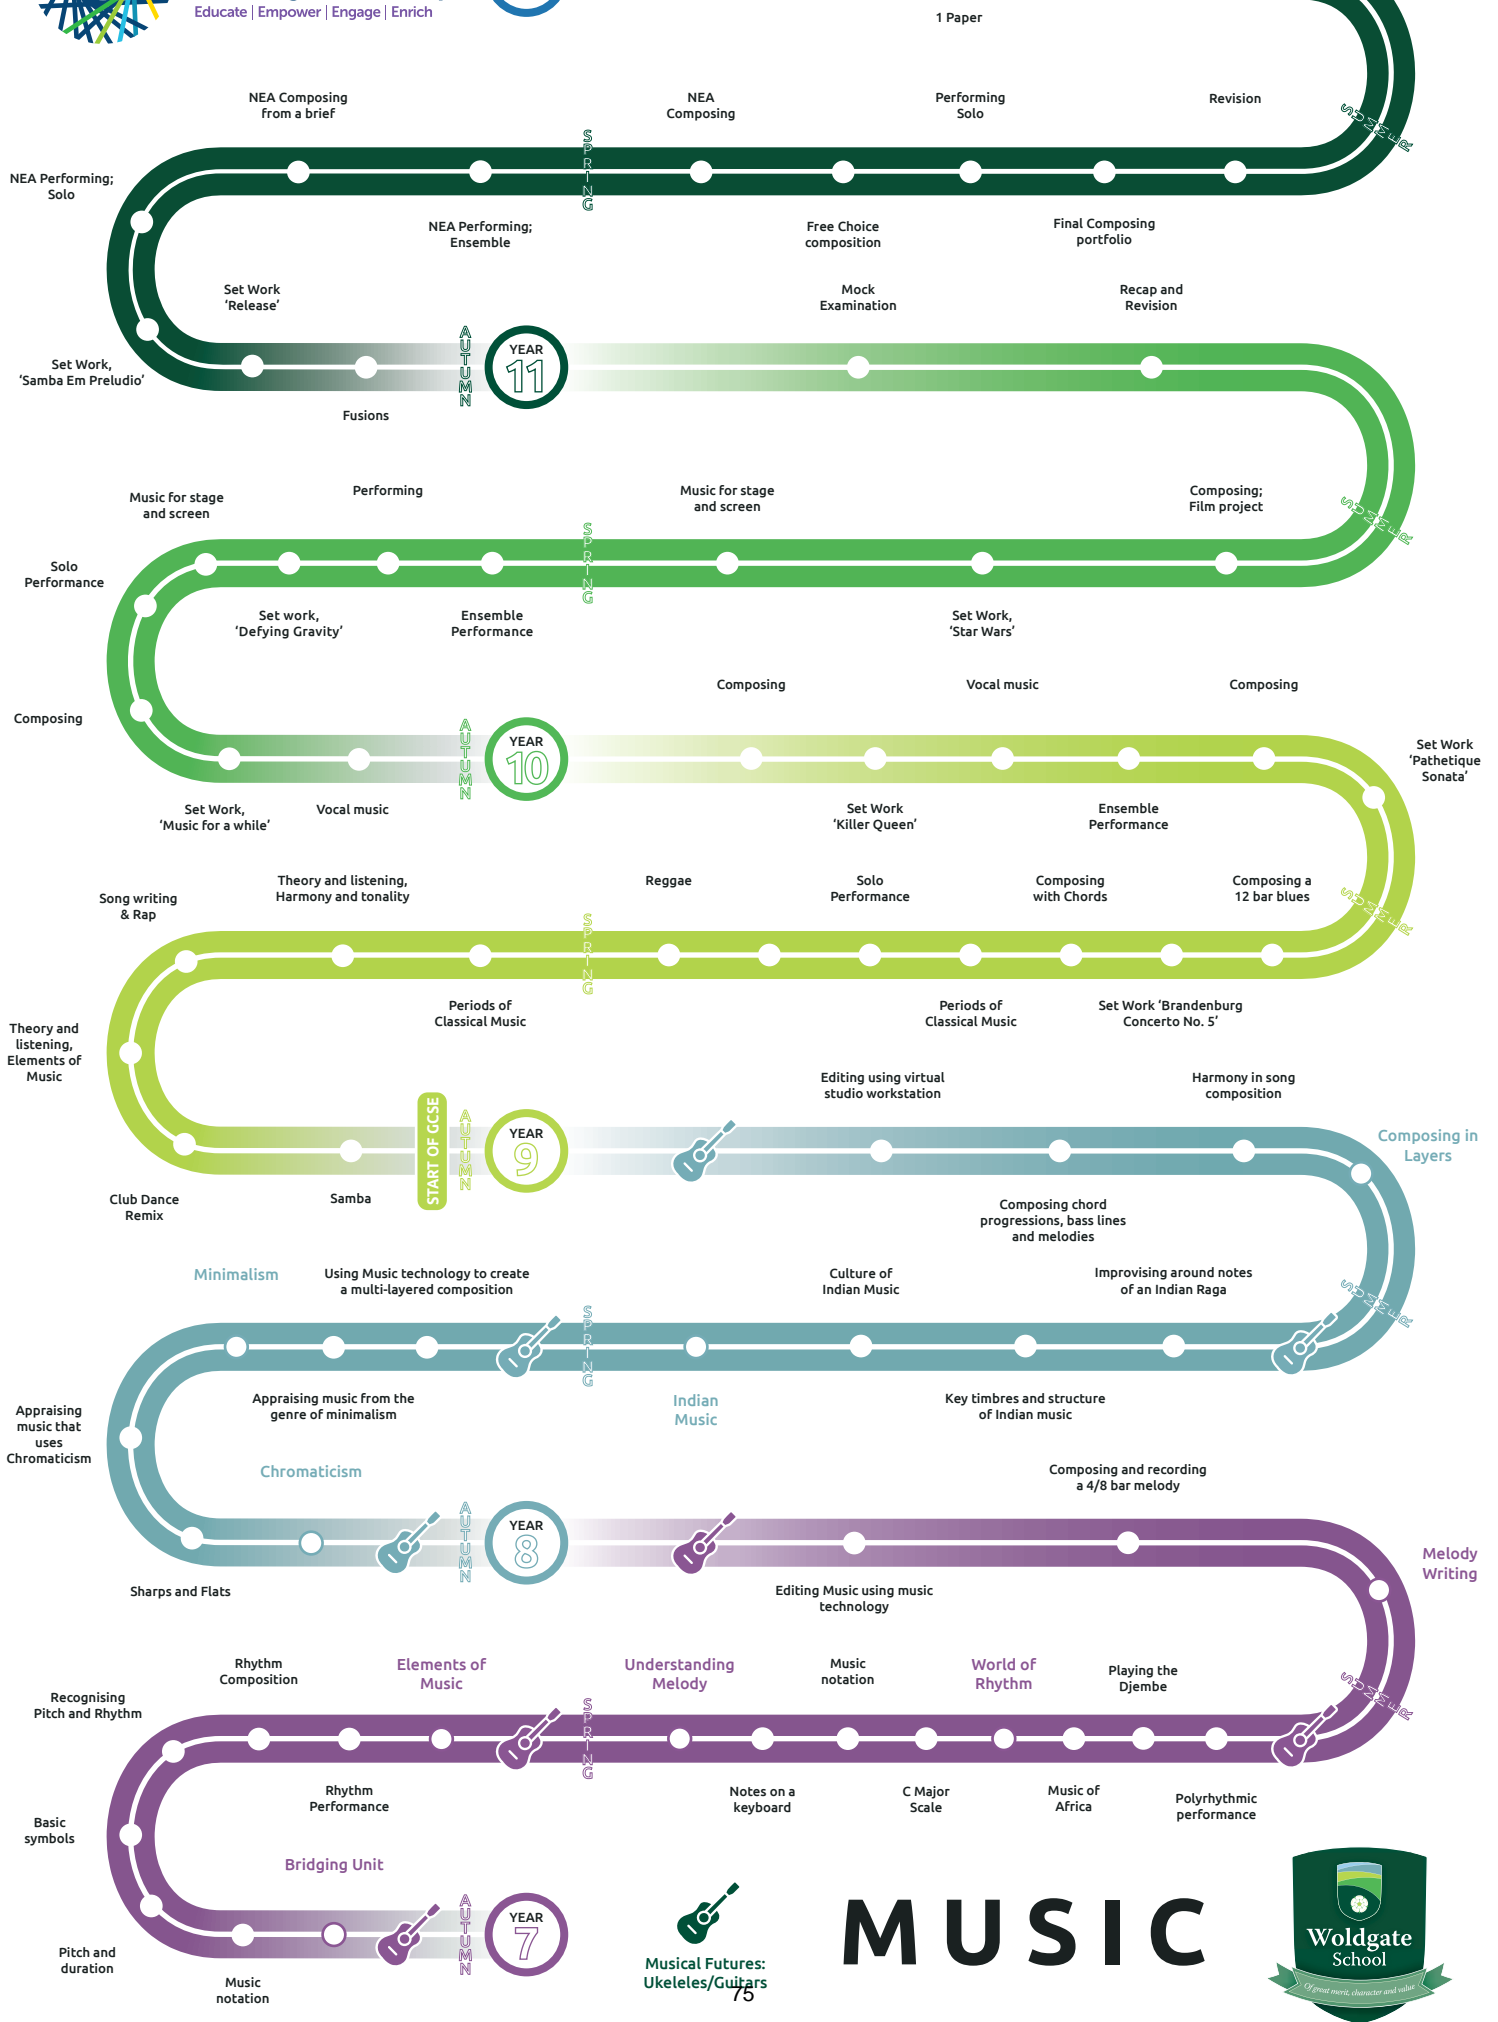 Educate | Empower | Engage | Enrich
1 Paper
NEA Composing
from a brief
NEA
Composing
Performing
Solo
Revision
SUMMER
SPRING
NEA Performing;
Solo
NEA Performing;
Ensemble
Free Choice
composition
Final Composing
portfolio
Set Work
‘Release’
Mock
Examination
Recap and
Revision
AUTUMN
YEAR
11
Set Work,
‘Samba Em Preludio’
Fusions
Music for stage
and screen
Performing
Music for stage
and screen
Composing;
Film project
SUMMER
SPRING
Solo
Performance
Set work,
‘Defying Gravity’
Ensemble
Performance
Set Work,
‘Star Wars’
Composing
Composing
Vocal music
Composing
AUTUMN
YEAR
10
Set Work
‘Pathetique
Sonata’
Set Work,
‘Music for a while’
Vocal music
Set Work
‘Killer Queen’
Ensemble
Performance
Song writing
& Rap
Theory and listening,
Harmony and tonality
Reggae
Solo
Performance
Composing
with Chords
Composing a
12 bar blues
SUMMER
SPRING
Theory and
listening,
Elements of
Music
Periods of
Classical Music
Periods of
Classical Music
Set Work ‘Brandenburg
Concerto No. 5’
Editing using virtual
studio workstation
Harmony in song
composition
START OF GCSE
AUTUMN
YEAR
9
Composing in
Layers
Club Dance
Remix
Samba
Composing chord
progressions, bass lines
and melodies
Minimalism
Using Music technology to create
a multi-layered composition
Culture of
Indian Music
Improvising around notes
of an Indian Raga
SUMMER
SPRING
Appraising
music that
uses
Chromaticism
Appraising music from the
genre of minimalism
Indian
Music
Key timbres and structure
of Indian music
Chromaticism
Composing and recording
a 4/8 bar melody
AUTUMN
YEAR
8
Melody
Writing
Sharps and Flats
Editing Music using music
technology
Recognising
Pitch and Rhythm
Rhythm
Composition
Elements of
Music
Understanding
Melody
Music
notation
World of
Rhythm
Playing the
Djembe
SUMMER
SPRING
Basic
symbols
Rhythm
Performance
Notes on a
keyboard
C Major
Scale
Music of
Africa
Polyrhythmic
performance
Bridging Unit
AUTUMN
YEAR
7
Pitch and
duration
Music
notation
Musical Futures:
Ukeleles/Guitars
75
MUSIC
Woldgate
School
Of great merit, character and value